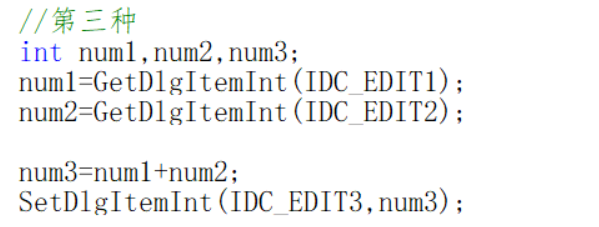 //第三种
int num1,num2,num3;
num1=GetDlgItemInt(IDC_EDIT1);
num2=GetDlgItemInt(IDC_EDIT2);
num3=num1+num2;
SetDlgItemInt(IDC_EDIT3,num3);